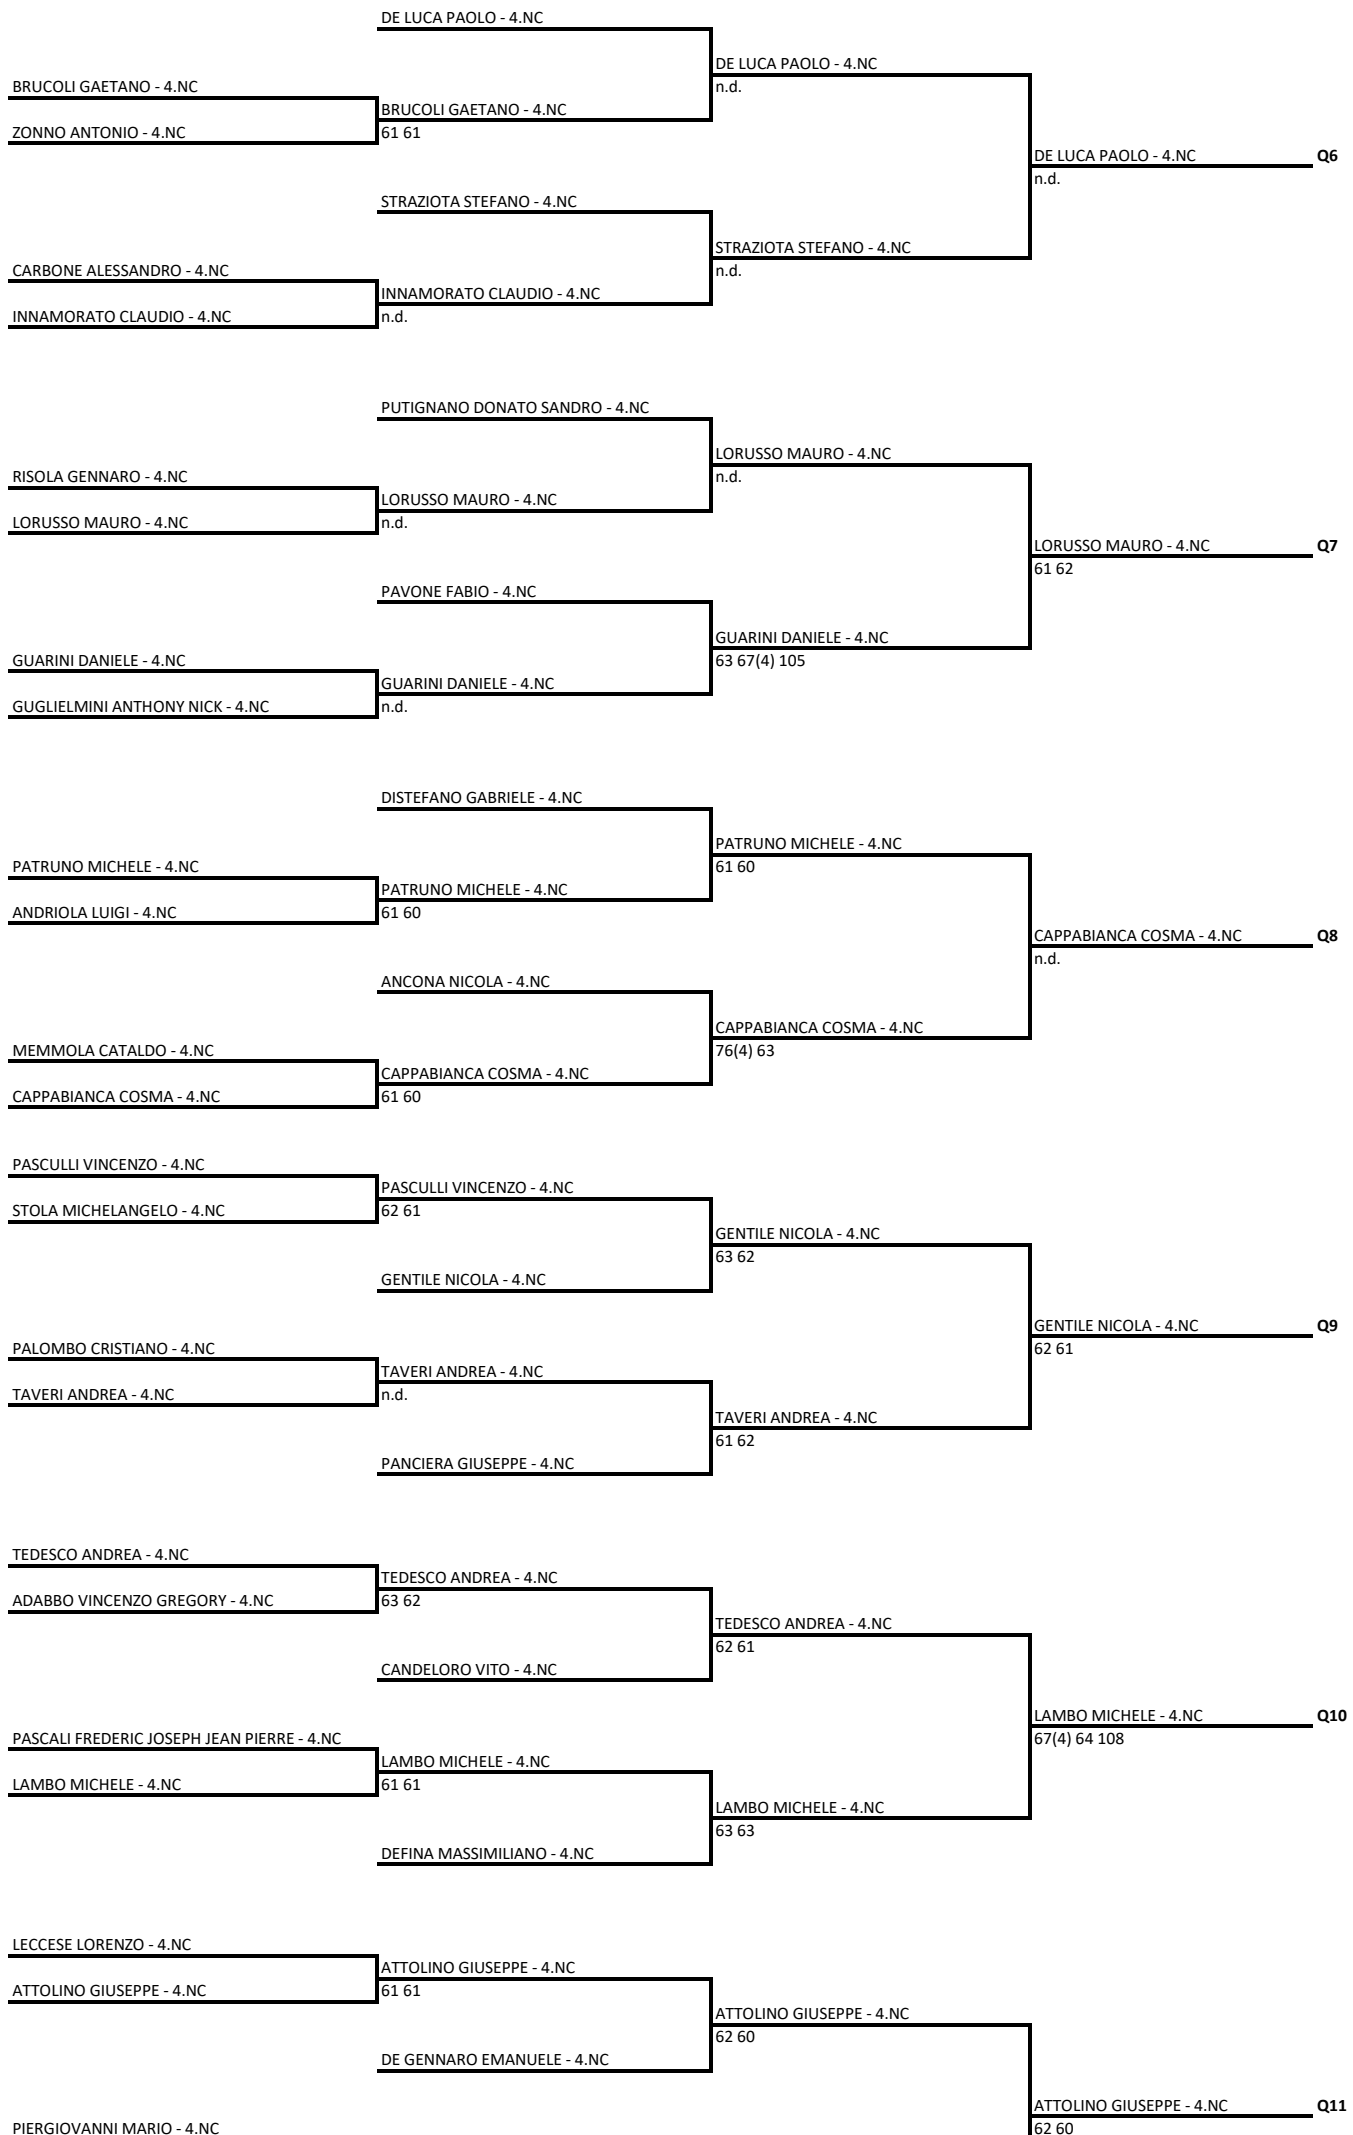 DE LUCA PAOLO - 4.NC
DE LUCA PAOLO - 4.NC
BRUCOLI GAETANO - 4.NC
n.d.
BRUCOLI GAETANO - 4.NC
ZONNO ANTONIO - 4.NC
61 61
DE LUCA PAOLO - 4.NC Q6
n.d.
STRAZIOTA STEFANO - 4.NC
STRAZIOTA STEFANO - 4.NC
CARBONE ALESSANDRO - 4.NC
n.d.
INNAMORATO CLAUDIO - 4.NC
INNAMORATO CLAUDIO - 4.NC
n.d.
PUTIGNANO DONATO SANDRO - 4.NC
LORUSSO MAURO - 4.NC
RISOLA GENNARO - 4.NC
n.d.
LORUSSO MAURO - 4.NC
LORUSSO MAURO - 4.NC
n.d.
LORUSSO MAURO - 4.NC Q7
61 62
PAVONE FABIO - 4.NC
GUARINI DANIELE - 4.NC
GUARINI DANIELE - 4.NC
63 67(4) 105
GUARINI DANIELE - 4.NC
GUGLIELMINI ANTHONY NICK - 4.NC
n.d.
DISTEFANO GABRIELE - 4.NC
PATRUNO MICHELE - 4.NC
PATRUNO MICHELE - 4.NC
61 60
PATRUNO MICHELE - 4.NC
ANDRIOLA LUIGI - 4.NC
61 60
CAPPABIANCA COSMA - 4.NC Q8
n.d.
ANCONA NICOLA - 4.NC
CAPPABIANCA COSMA - 4.NC
MEMMOLA CATALDO - 4.NC
76(4) 63
CAPPABIANCA COSMA - 4.NC
CAPPABIANCA COSMA - 4.NC
61 60
PASCULLI VINCENZO - 4.NC
PASCULLI VINCENZO - 4.NC
STOLA MICHELANGELO - 4.NC
62 61
GENTILE NICOLA - 4.NC
63 62
GENTILE NICOLA - 4.NC
GENTILE NICOLA - 4.NC Q9
62 61
PALOMBO CRISTIANO - 4.NC
TAVERI ANDREA - 4.NC
TAVERI ANDREA - 4.NC
n.d.
TAVERI ANDREA - 4.NC
61 62
PANCIERA GIUSEPPE - 4.NC
TEDESCO ANDREA - 4.NC
TEDESCO ANDREA - 4.NC
ADABBO VINCENZO GREGORY - 4.NC
63 62
TEDESCO ANDREA - 4.NC
62 61
CANDELORO VITO - 4.NC
LAMBO MICHELE - 4.NC Q10
67(4) 64 108
PASCALI FREDERIC JOSEPH JEAN PIERRE - 4.NC
LAMBO MICHELE - 4.NC
LAMBO MICHELE - 4.NC
61 61
LAMBO MICHELE - 4.NC
63 63
DEFINA MASSIMILIANO - 4.NC
LECCESE LORENZO - 4.NC
ATTOLINO GIUSEPPE - 4.NC
ATTOLINO GIUSEPPE - 4.NC
61 61
ATTOLINO GIUSEPPE - 4.NC
62 60
DE GENNARO EMANUELE - 4.NC
ATTOLINO GIUSEPPE - 4.NC Q11
PIERGIOVANNI MARIO - 4.NC
62 60